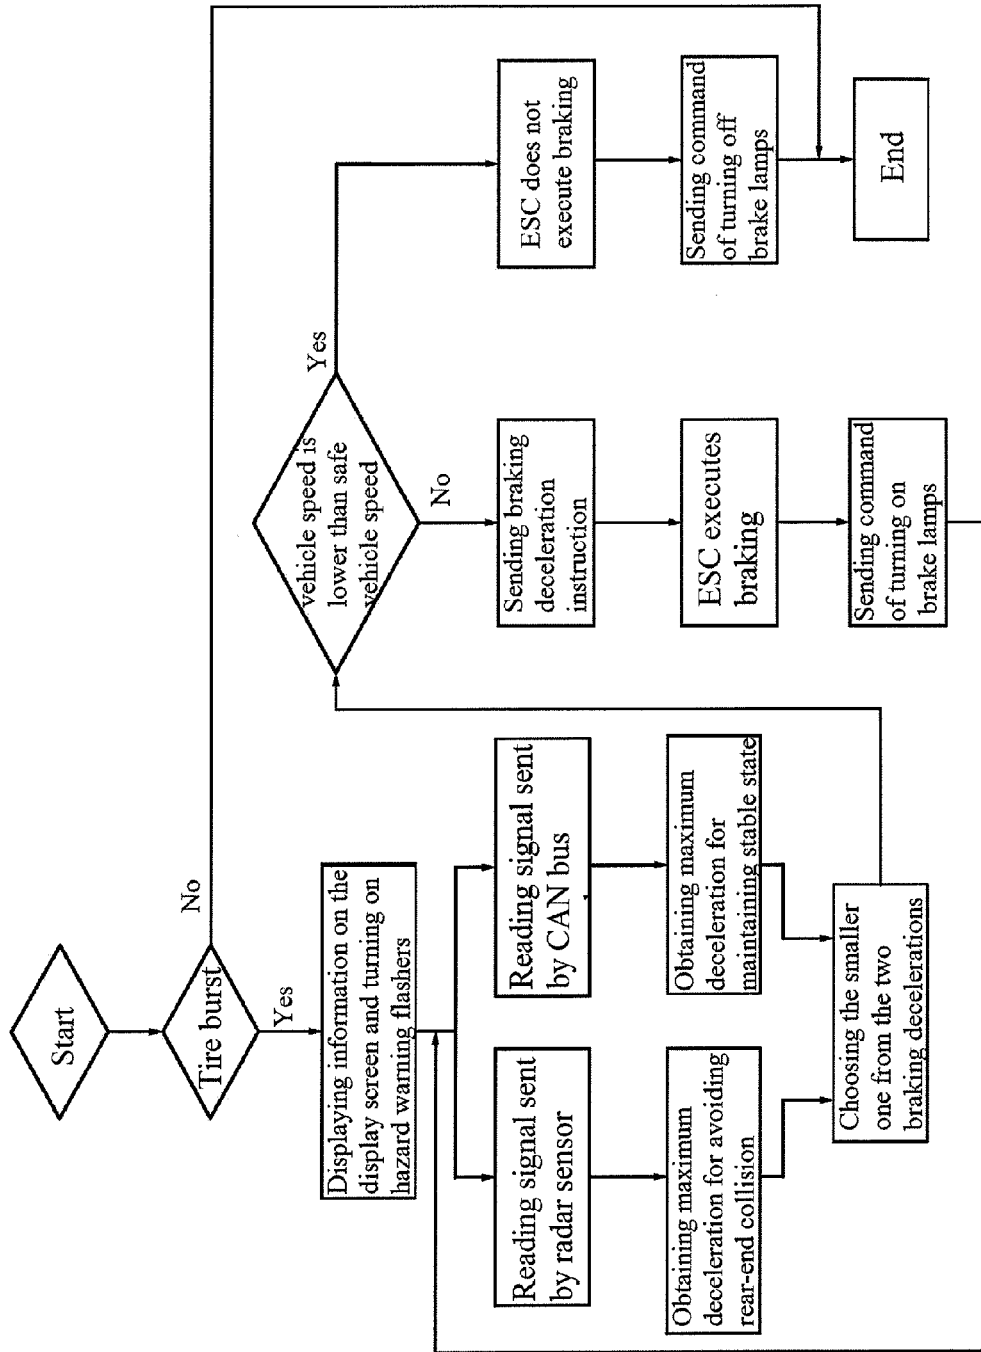 Start
Tire burst
No
Yes
Displaying information on the
display screen and turning on
hazard warning flashers
Reading signal sent
by radar sensor
Reading signal sent
by CAN bus
Obtaining maximum
deceleration for avoiding
rear-end collision
Obtaining maximum
deceleration for
maintaining stable state
Choosing the smaller
one from the two
braking decelerations
vehicle speed is
lower than safe
vehicle speed
Yes
No
Sending braking
deceleration
instruction
ESC executes
braking
Sending command
of turning on
brake lamps
ESC does not
execute braking
Sending command
of turning off
brake lamps
End